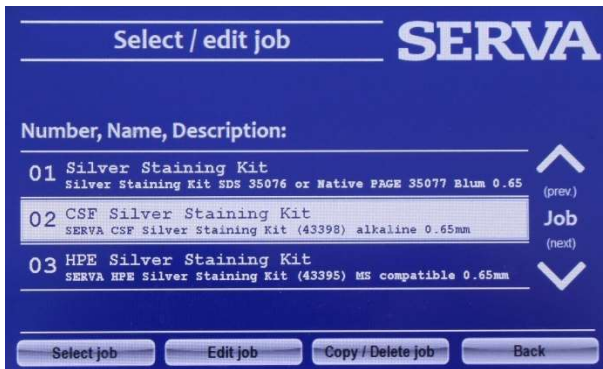 Select / edit job
SERVA
Number, Name, Description:
01 Silver Staining Kit
Silver Staining Kit SDS 35076 or Native PAGE 35077 Blum 0.65
(prev.)
02 CSF Silver Staining Kit
SERVA CSF Silver Staining Kit (43398) alkaline 0.65mm
Job
(next)
03 HPE Silver Staining Kit
SERVA HPE Silver Staining Kit (43395) MS compatible 0.65mm
Select job
Edit job
Copy / Delete job
Back